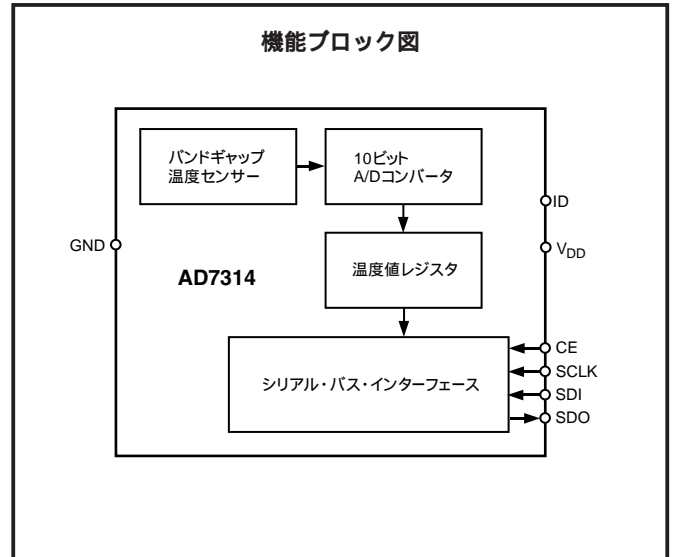 機能ブロック図
バンドギャップ
温度センサー
10ビット
A/Dコンバータ
ID
GND
VDD
AD7314
温度値レジスタ
CE
シリアル・バス・インターフェース
SCLK
SDI
SDO